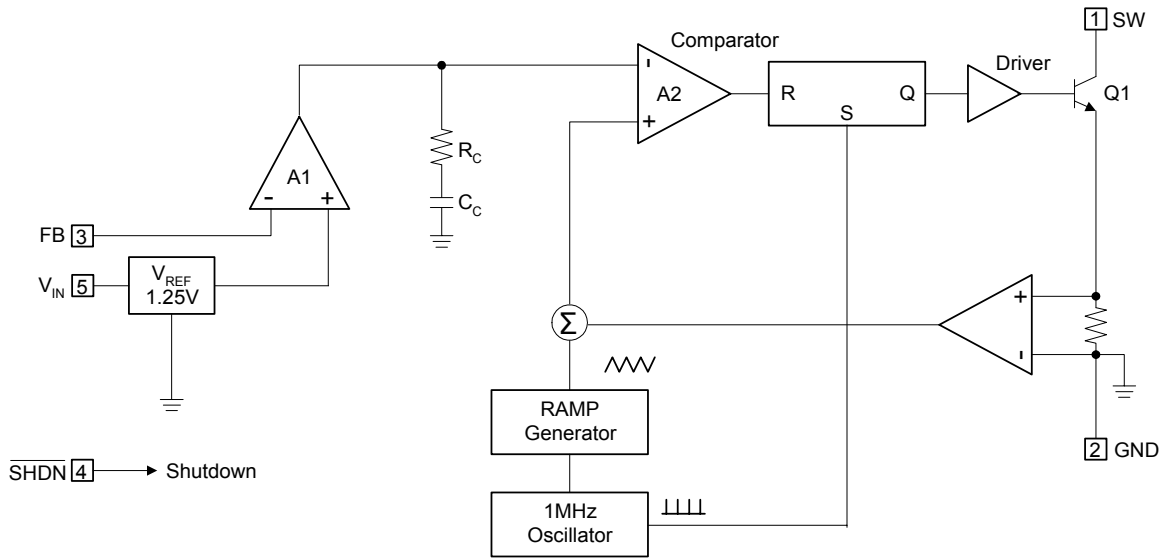 1 SW
Comparator
Driver
-
A2
+
R
Q
S
Q1
R_C
C_C
A1
-
+
FB 3
V_IN 5
V_REF
1.25V
Σ
+
-
RAMP
Generator
2 GND
SHDN 4
Shutdown
1MHz
Oscillator